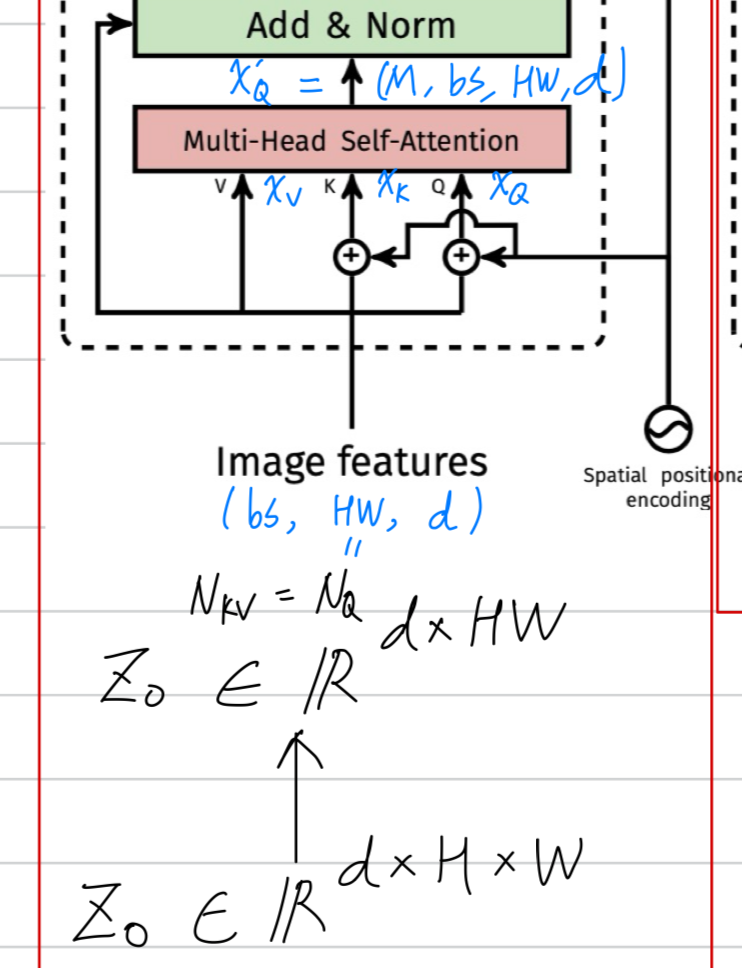 Add & Norm
X'_Q = (M, bs, HW, d)
Multi-Head Self-Attention
V X_V K X_K Q X_Q
+ +
Image features
Spatial positiona
encoding
(bs, HW, d)
"
N_KV = N_Q
Z_0 ∈ ℝ^{d×HW}
Z_0 ∈ ℝ^{d×H×W}